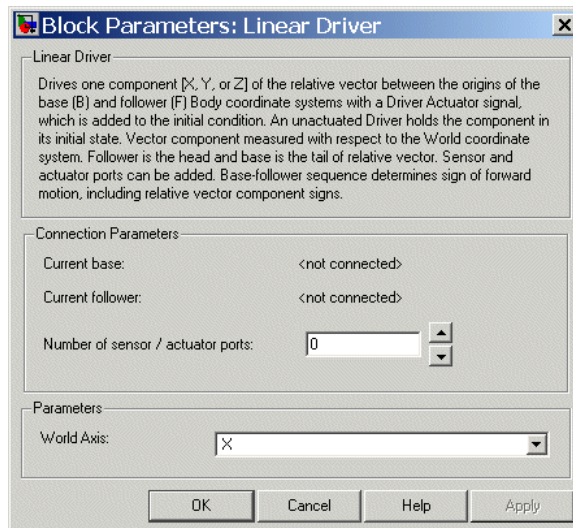 Block Parameters: Linear Driver
Linear Driver
Drives one component [X, Y, or Z] of the relative vector between the origins of the
base (B) and follower (F) Body coordinate systems with a Driver Actuator signal,
which is added to the initial condition. An unactuated Driver holds the component in
its initial state. Vector component measured with respect to the World coordinate
system. Follower is the head and base is the tail of relative vector. Sensor and
actuator ports can be added. Base-follower sequence determines sign of forward
motion, including relative vector component signs.
Connection Parameters
Current base: <not connected>
Current follower: <not connected>
Number of sensor / actuator ports: 0
Parameters
World Axis: X
OK Cancel Help Apply